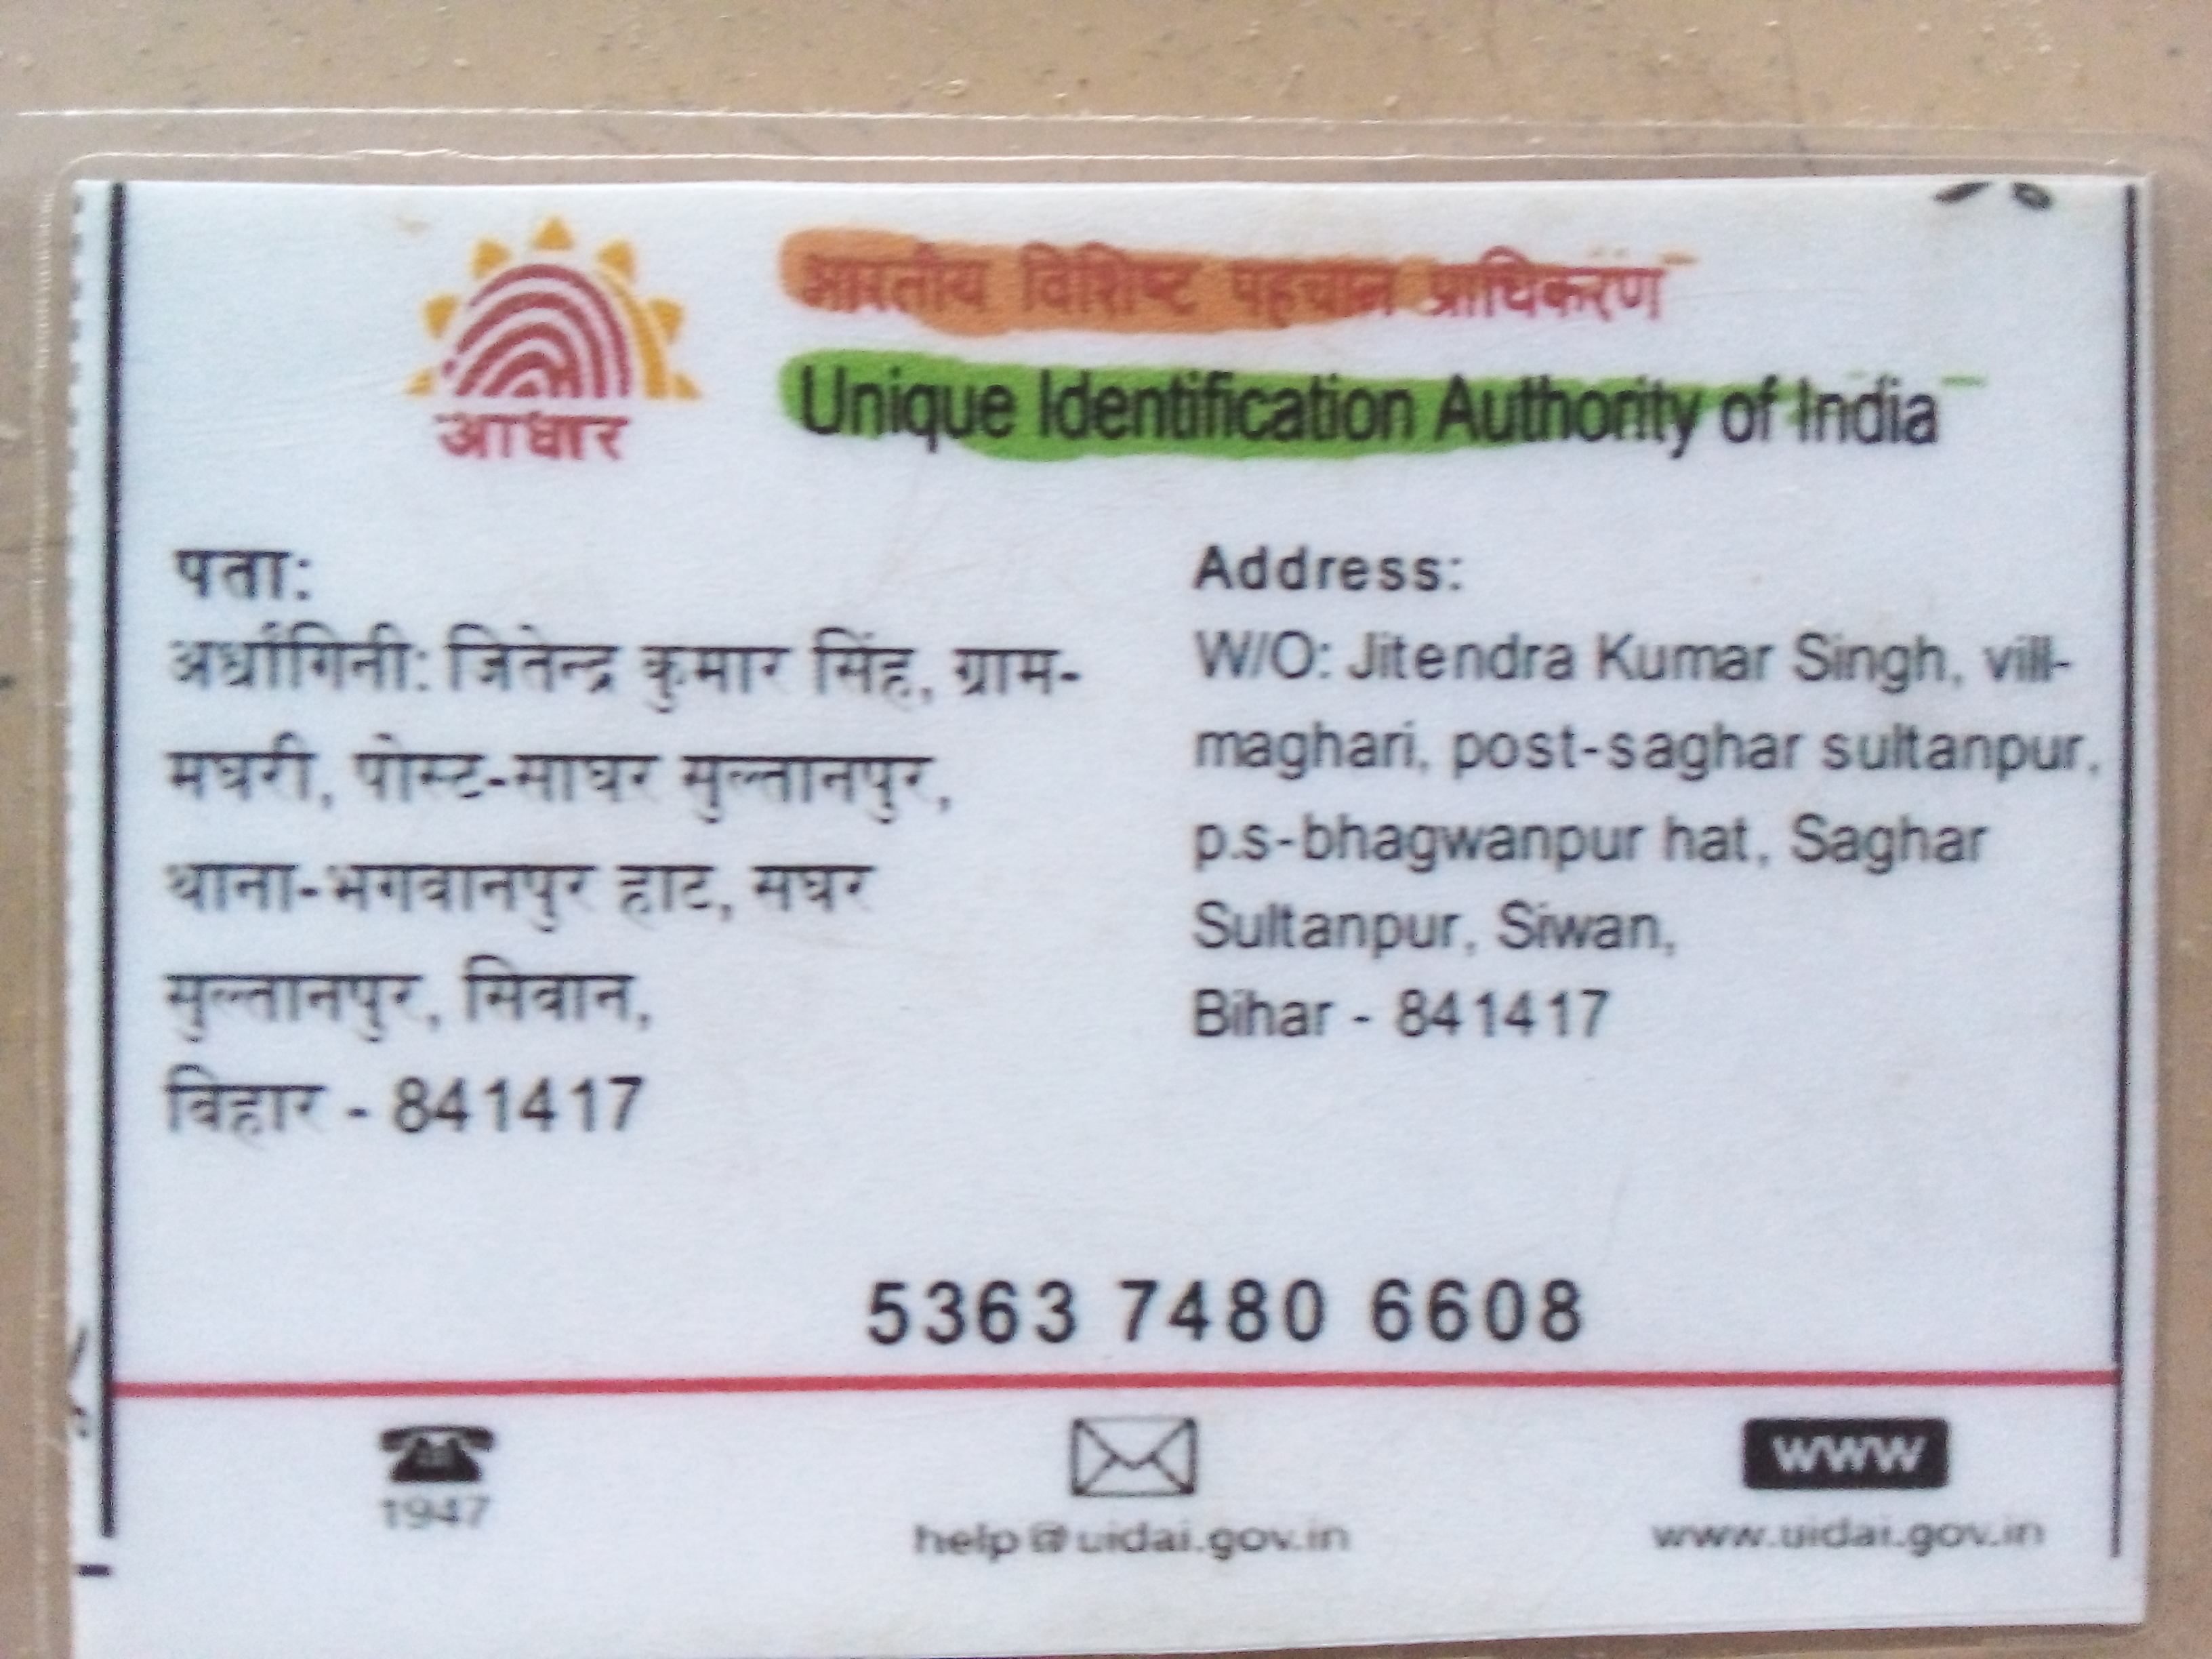 भारतीय विशिष्ट पहचान प्राधिकरण
Unique Identification Authority of India
आधार
पता:
अर्धांगिनी: जितेन्द्र कुमार सिंह, ग्राम-
मघरी, पोस्ट-साघर सुल्तानपुर,
थाना-भगवानपुर हाट, सघर
सुल्तानपुर, सिवान,
बिहार - 841417
Address:
W/O: Jitendra Kumar Singh, vill-
maghari, post-saghar sultanpur,
p.s-bhagwanpur hat, Saghar
Sultanpur, Siwan,
Bihar - 841417
5363 7480 6608
1947
help@uidai.gov.in
www
www.uidai.gov.in